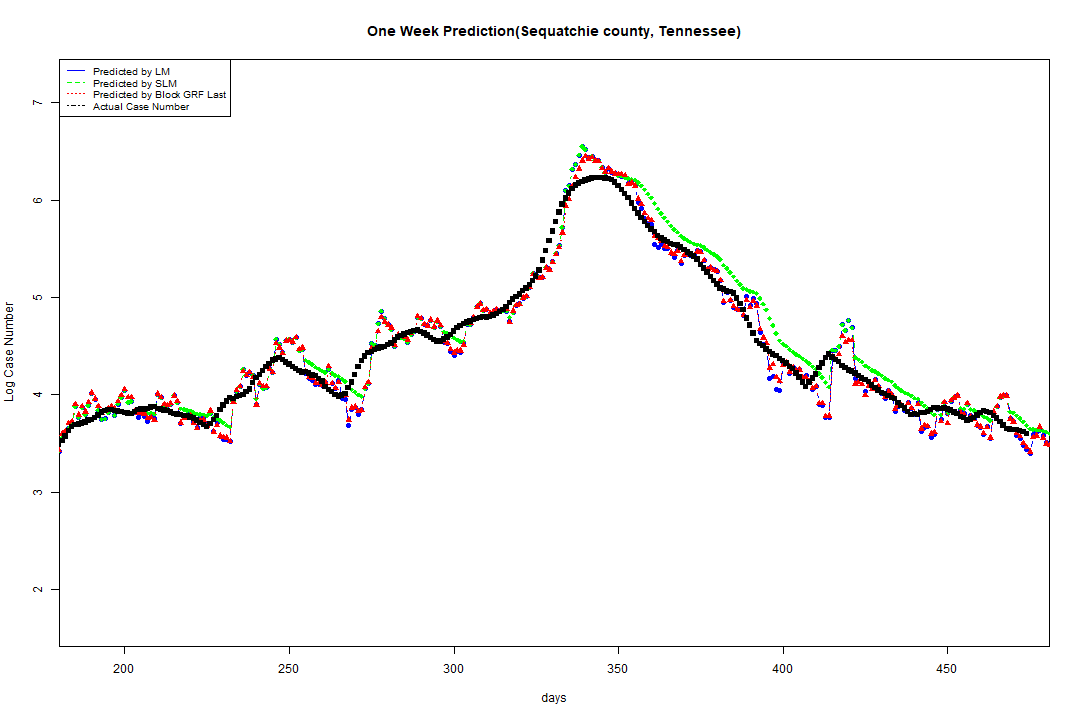 One Week Prediction(Sequatchie county, Tennessee)
Predicted by LM
Predicted by SLM
Predicted by Block GRF Last
Actual Case Number
Log Case Number
7
6
5
4
3
2
200 250 300 350 400 450
days